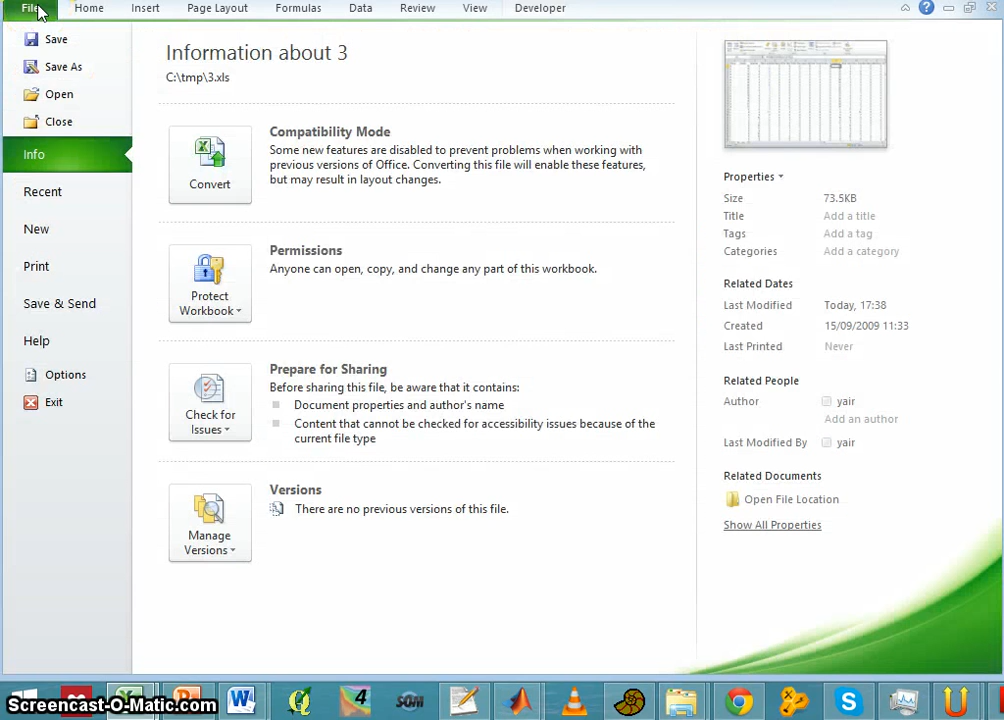 File Home Insert Page Layout Formulas Data Review View Developer
Save
Save As
Open
Close
Info
Recent
New
Print
Save & Send
Help
Options
Exit
Information about 3
C:\tmp\3.xls
Convert
Compatibility Mode
Some new features are disabled to prevent problems when working with
previous versions of Office. Converting this file will enable these features,
but may result in layout changes.
Protect
Workbook
Permissions
Anyone can open, copy, and change any part of this workbook.
Check for
Issues
Prepare for Sharing
Before sharing this file, be aware that it contains:
Document properties and author's name
Content that cannot be checked for accessibility issues because of the
current file type
Manage
Versions
Versions
There are no previous versions of this file.
Properties
Size 73.5KB
Title Add a title
Tags Add a tag
Categories Add a category
Related Dates
Last Modified Today, 17:38
Created 15/09/2009 11:33
Last Printed Never
Related People
Author yair
Add an author
Last Modified By yair
Related Documents
Open File Location
Show All Properties
Screencast-O-Matic.com
4
SOM